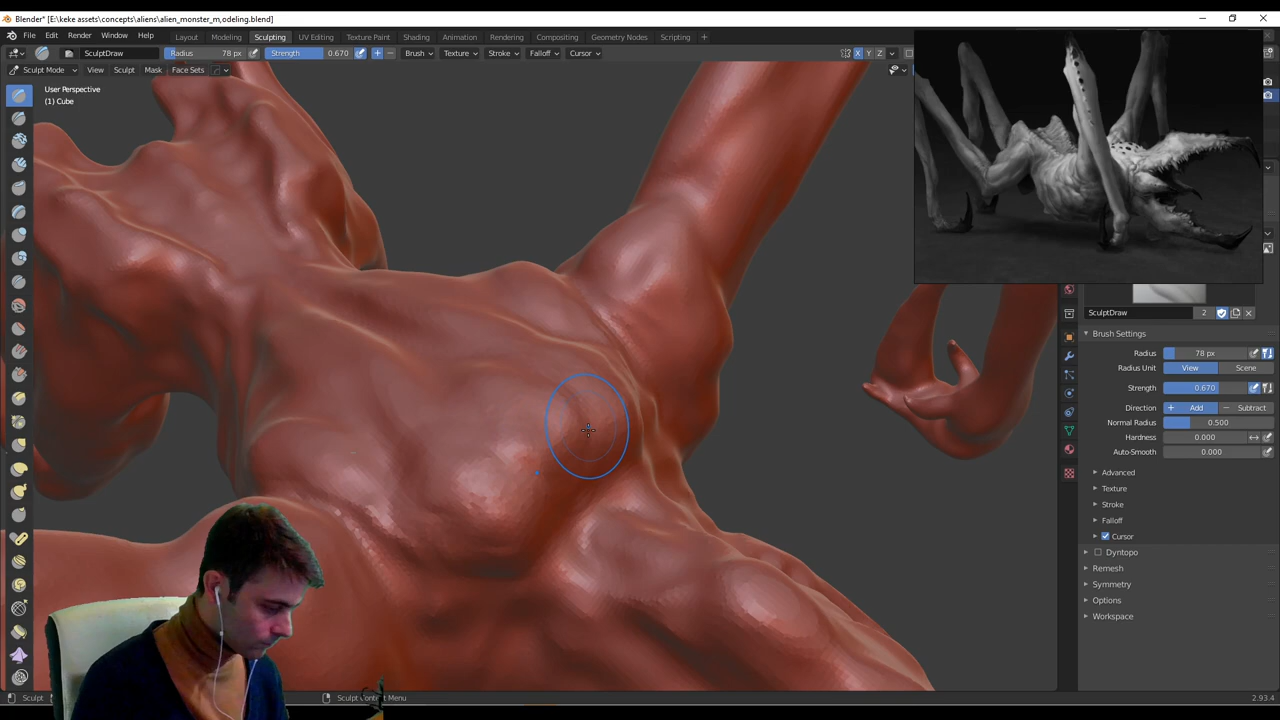 Blender* [E:\keke assets\concepts\aliens\alien_monster_m,odeling.blend]
File Edit Render Window Help Layout Modeling Sculpting UV Editing Texture Paint Shading Animation Rendering Compositing Geometry Nodes Scripting +
SculptDraw Radius 78 px Strength 0.670 + − Brush Texture Stroke Falloff Cursor X Y Z
Sculpt Mode View Sculpt Mask Face Sets
User Perspective
(1) Cube
SculptDraw 2
Brush Settings
Radius 78 px
Radius Unit View Scene
Strength 0.670
Direction + Add − Subtract
Normal Radius 0.500
Hardness 0.000
Auto-Smooth 0.000
Advanced
Texture
Stroke
Falloff
Cursor
Dyntopo
Remesh
Symmetry
Options
Workspace
Sculpt Sculpt Context Menu 2.93.4